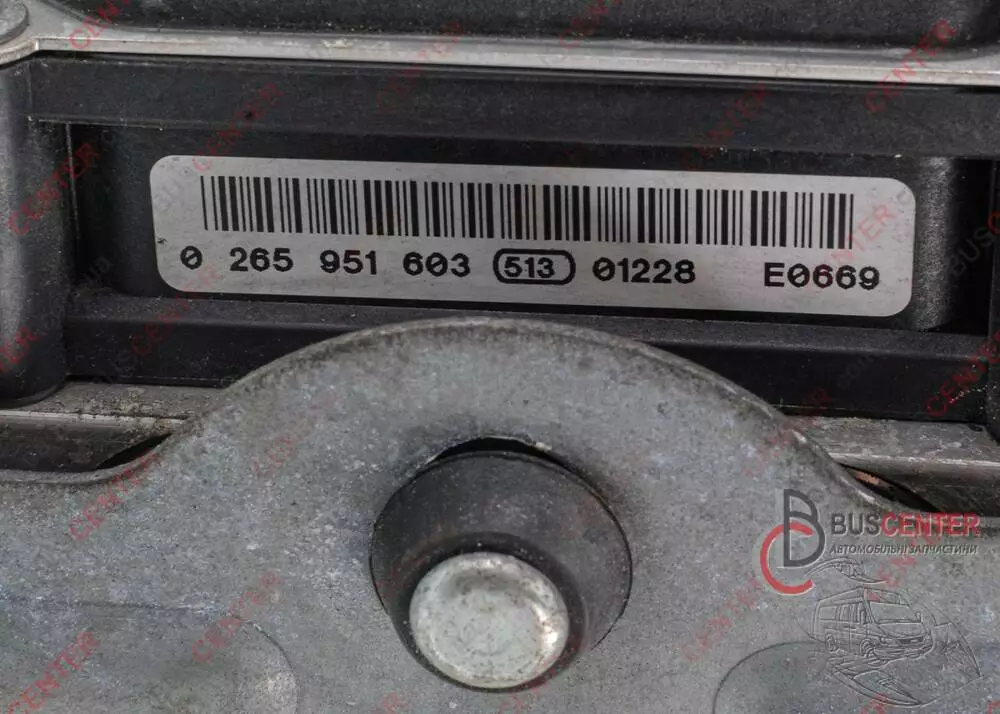 0 265 951 603 513 01228 E0669
BUSCENTER
АВТОМОБІЛЬНІ ЗАПЧАСТИНИ